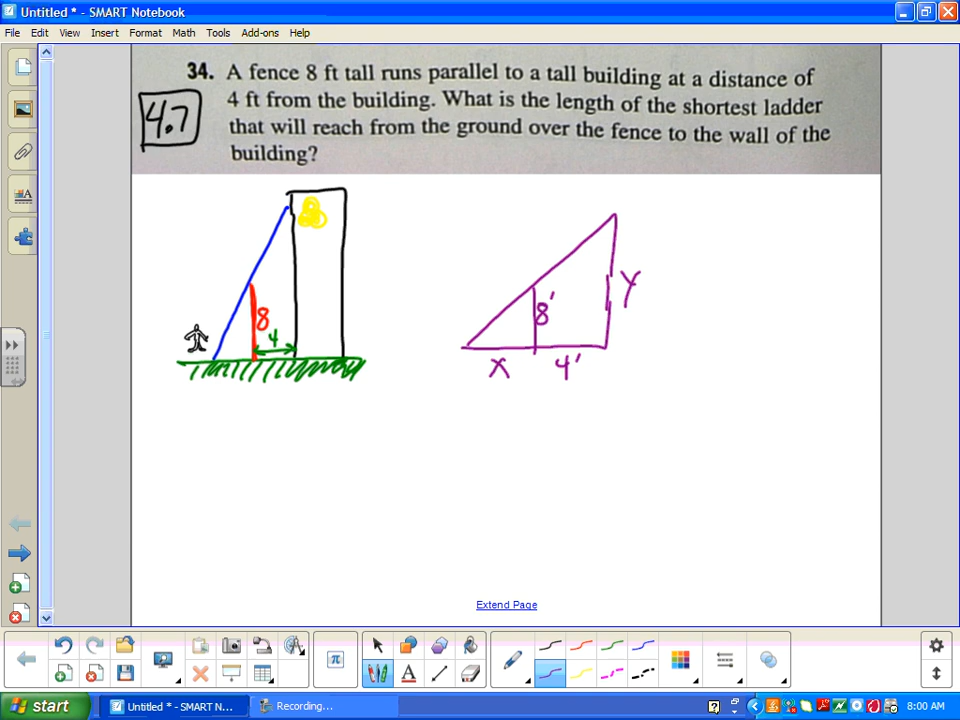 Untitled * - SMART Notebook
File Edit View Insert Format Math Tools Add-ons Help
34. A fence 8 ft tall runs parallel to a tall building at a distance of
4 ft from the building. What is the length of the shortest ladder
that will reach from the ground over the fence to the wall of the
building?
4.7
8
4
8'
y
x
4'
Extend Page
start
Untitled * - SMART N...
Recording...
8:00 AM